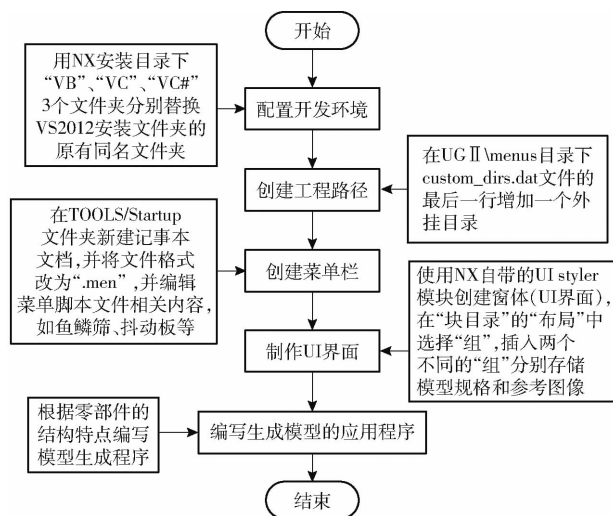 开始
用NX安装目录下
“VB”、“VC”、“VC#”
3个文件夹分别替换
VS2012安装文件夹的
原有同名文件夹
配置开发环境
创建工程路径
在UGⅡ\menus目录下
custom_dirs.dat文件的
最后一行增加一个外
挂目录
在TOOLS/Startup
文件夹新建记事本
文档,并将文件格式
改为“.men”,并编辑
菜单脚本文件相关内容,
如鱼鳞筛、抖动板等
创建菜单栏
使用NX自带的UI styler
模块创建窗体(UI界面),
在“块目录”的“布局”中
选择“组”,插入两个
不同的“组”分别存储
模型规格和参考图像
制作UI界面
根据零部件的
结构特点编写
模型生成程序
编写生成模型的应用程序
结束